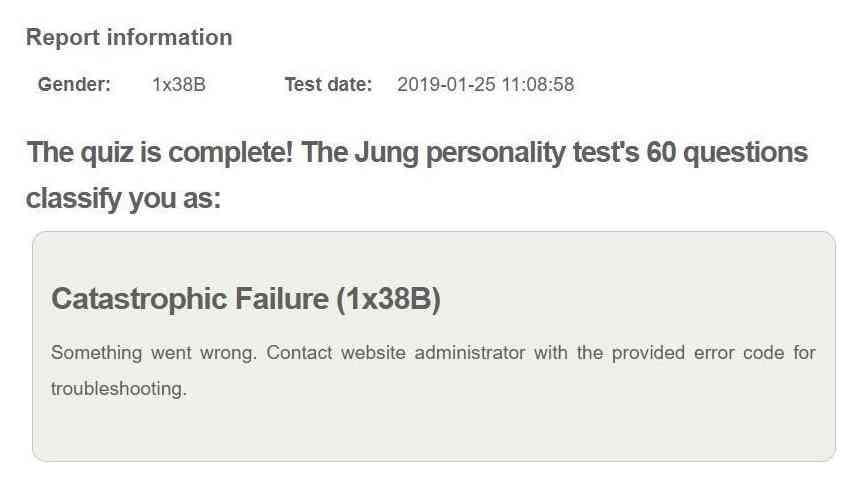 Report information
Gender: 1x38B Test date: 2019-01-25 11:08:58
The quiz is complete! The Jung personality test's 60 questions
classify you as:
Catastrophic Failure (1x38B)
Something went wrong. Contact website administrator with the provided error code for
troubleshooting.